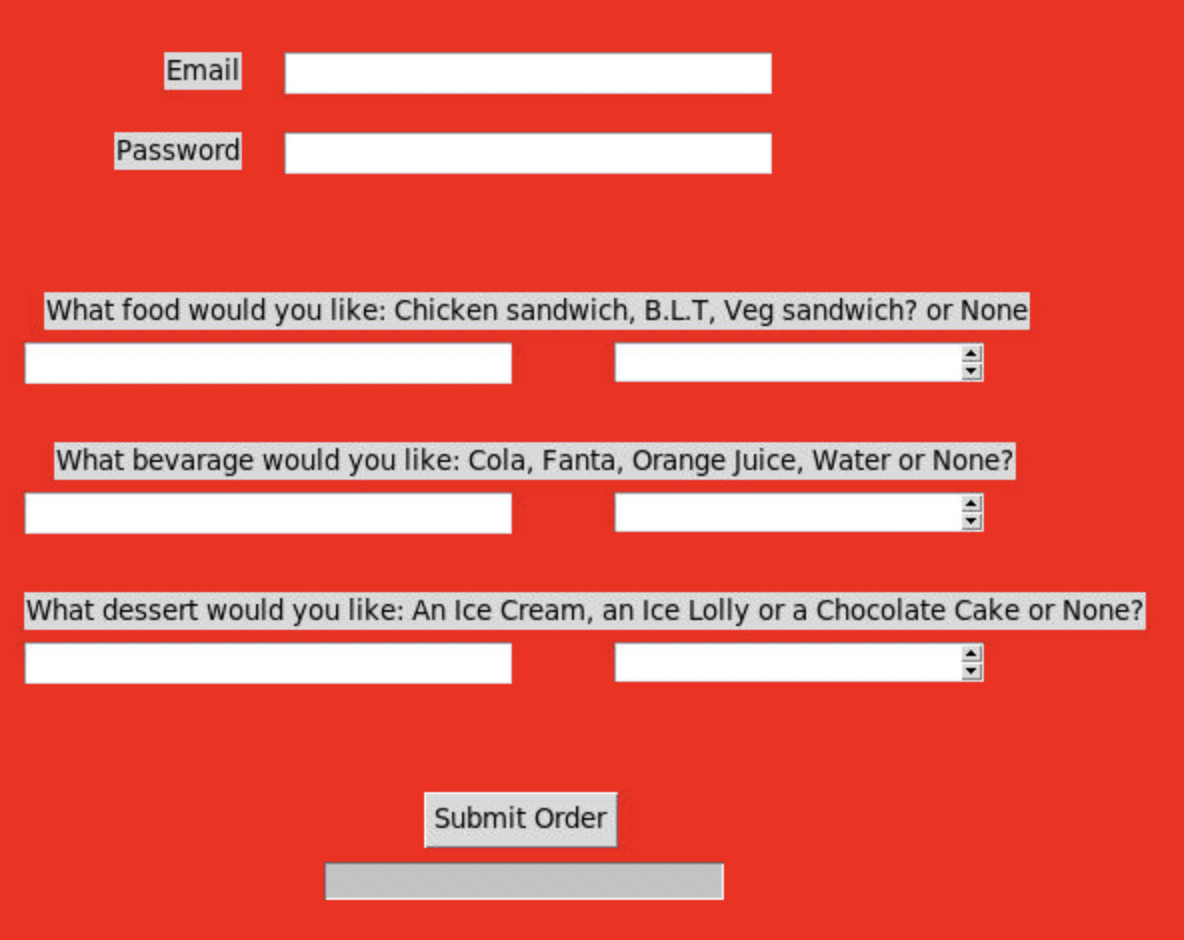 Email
Password
What food would you like: Chicken sandwich, B.L.T, Veg sandwich? or None
What bevarage would you like: Cola, Fanta, Orange Juice, Water or None?
What dessert would you like: An Ice Cream, an Ice Lolly or a Chocolate Cake or None?
Submit Order